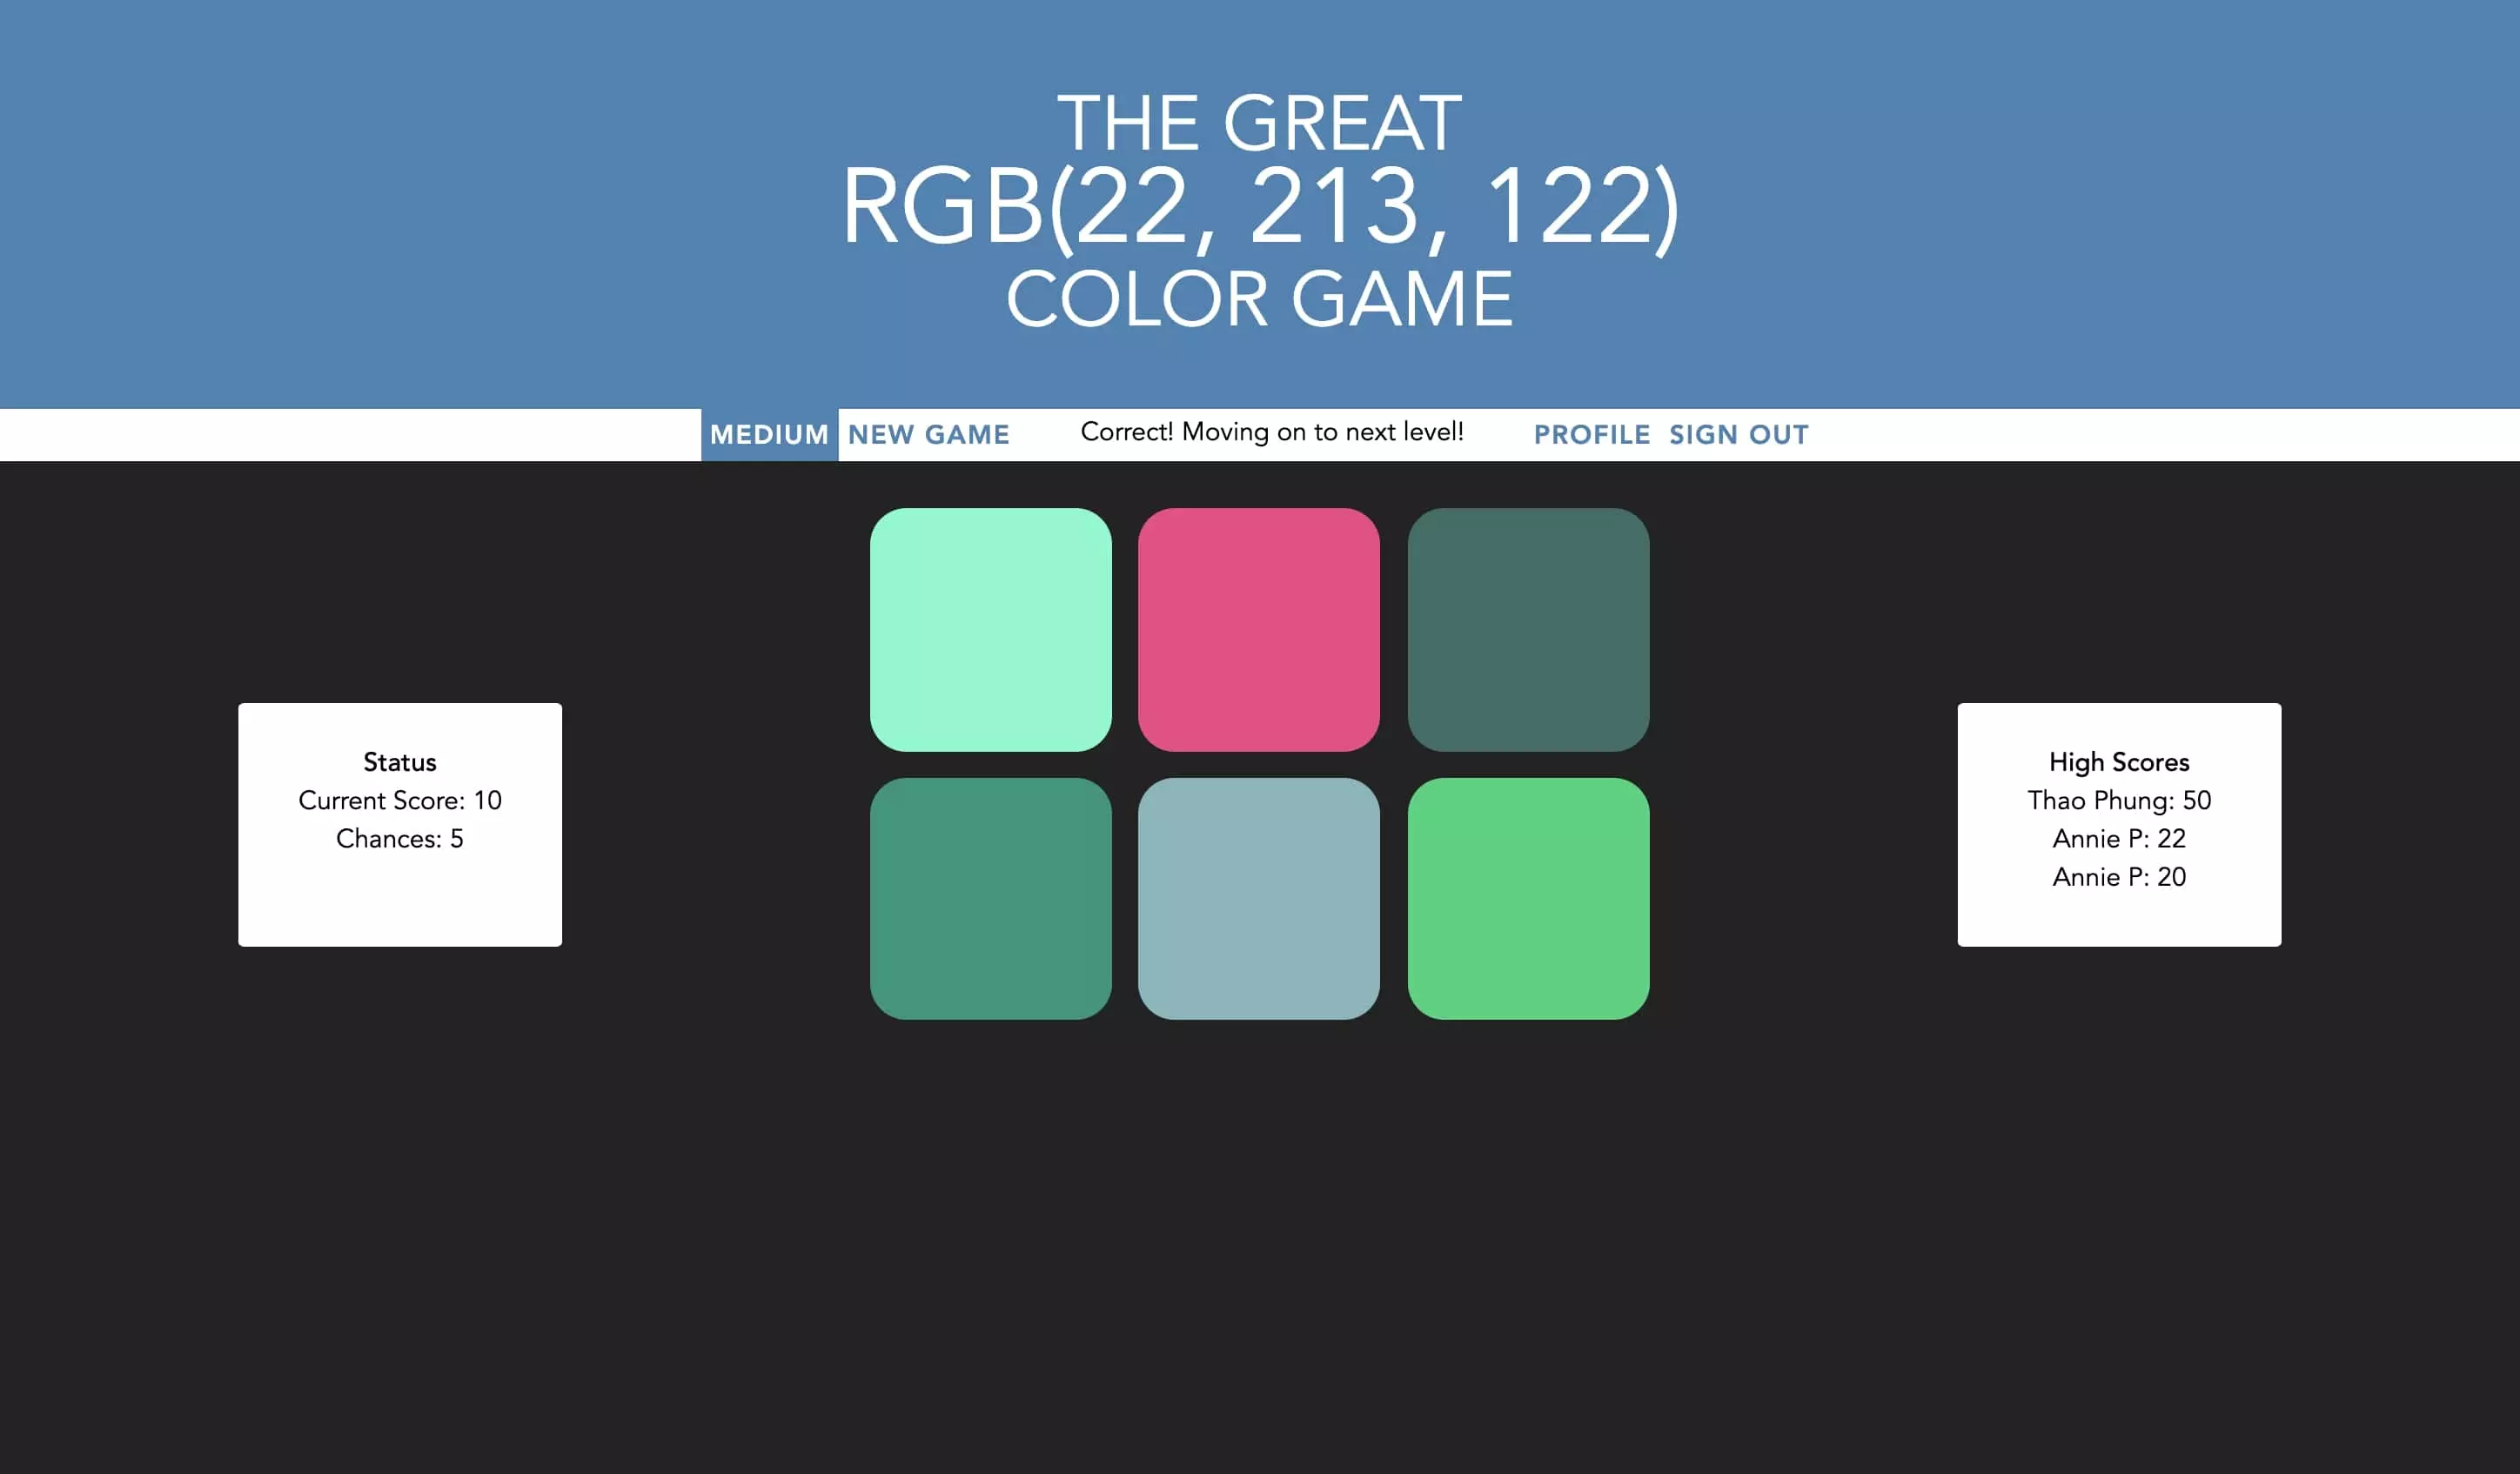 THE GREAT
RGB(22, 213, 122)
COLOR GAME
MEDIUM NEW GAME Correct! Moving on to next level! PROFILE SIGN OUT
Status
Current Score: 10
Chances: 5
High Scores
Thao Phung: 50
Annie P: 22
Annie P: 20